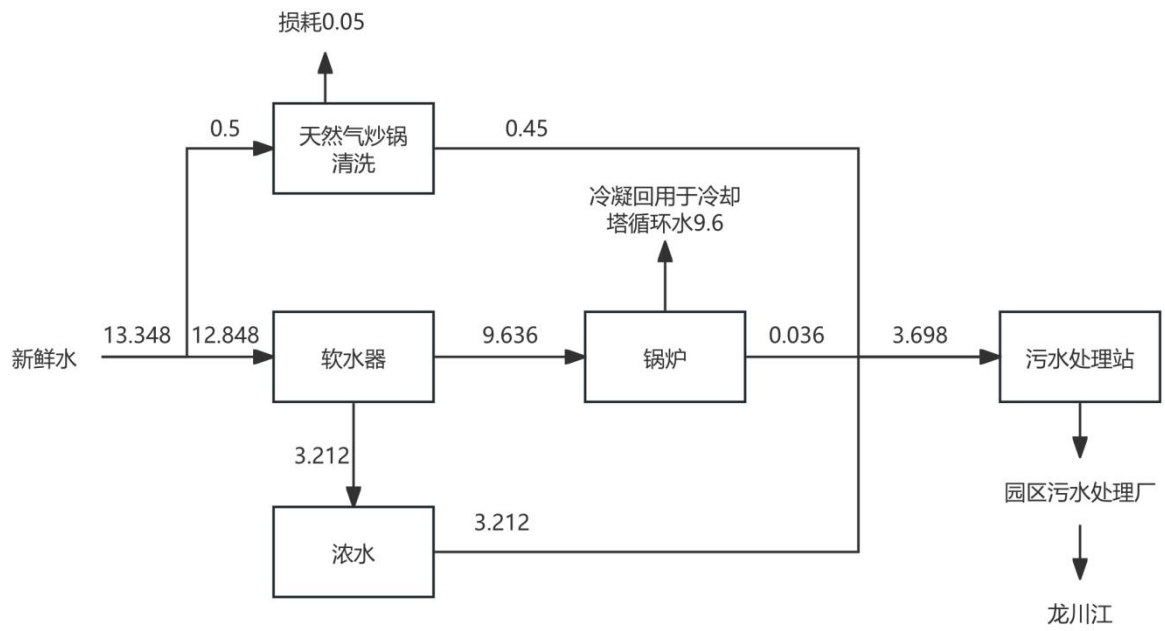 损耗0.05
0.5
天然气炒锅
清洗
0.45
冷凝回用于冷却
塔循环水9.6
新鲜水
13.348
12.848
软水器
9.636
锅炉
0.036
3.698
污水处理站
3.212
浓水
3.212
园区污水处理厂
龙川江